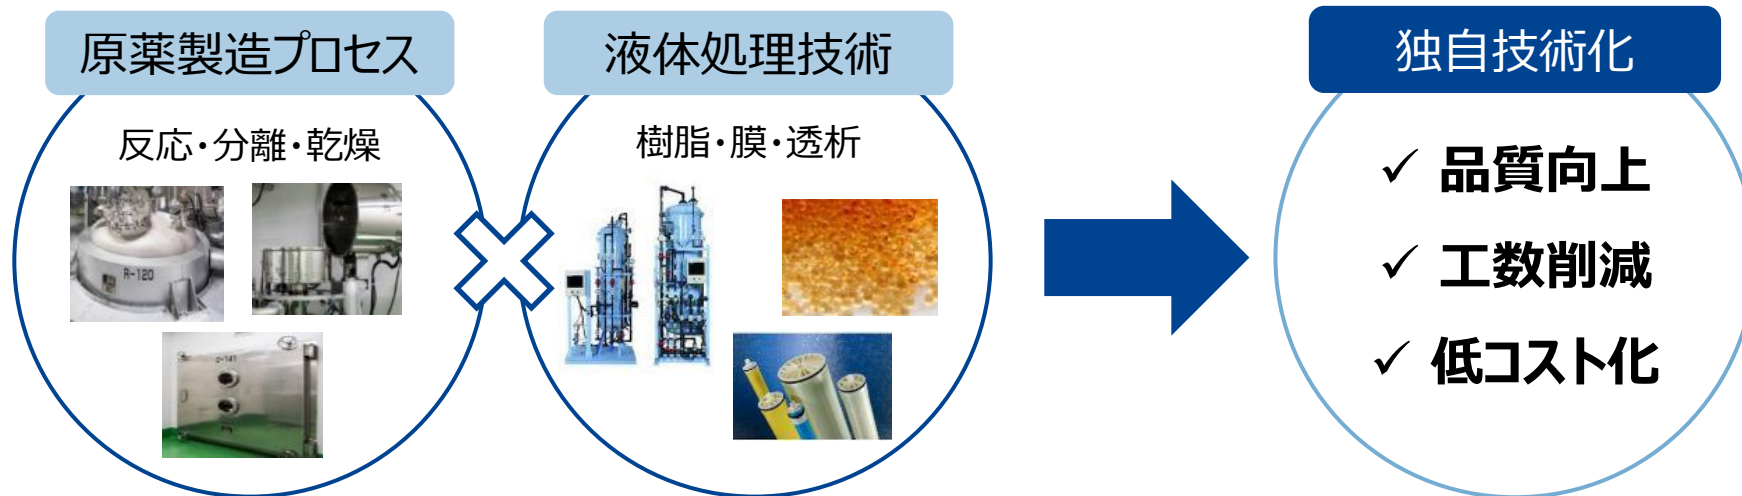 原薬製造プロセス
反応・分離・乾燥
R-120
液体処理技術
樹脂・膜・透析
独自技術化
✓ 品質向上
✓ 工数削減
✓ 低コスト化